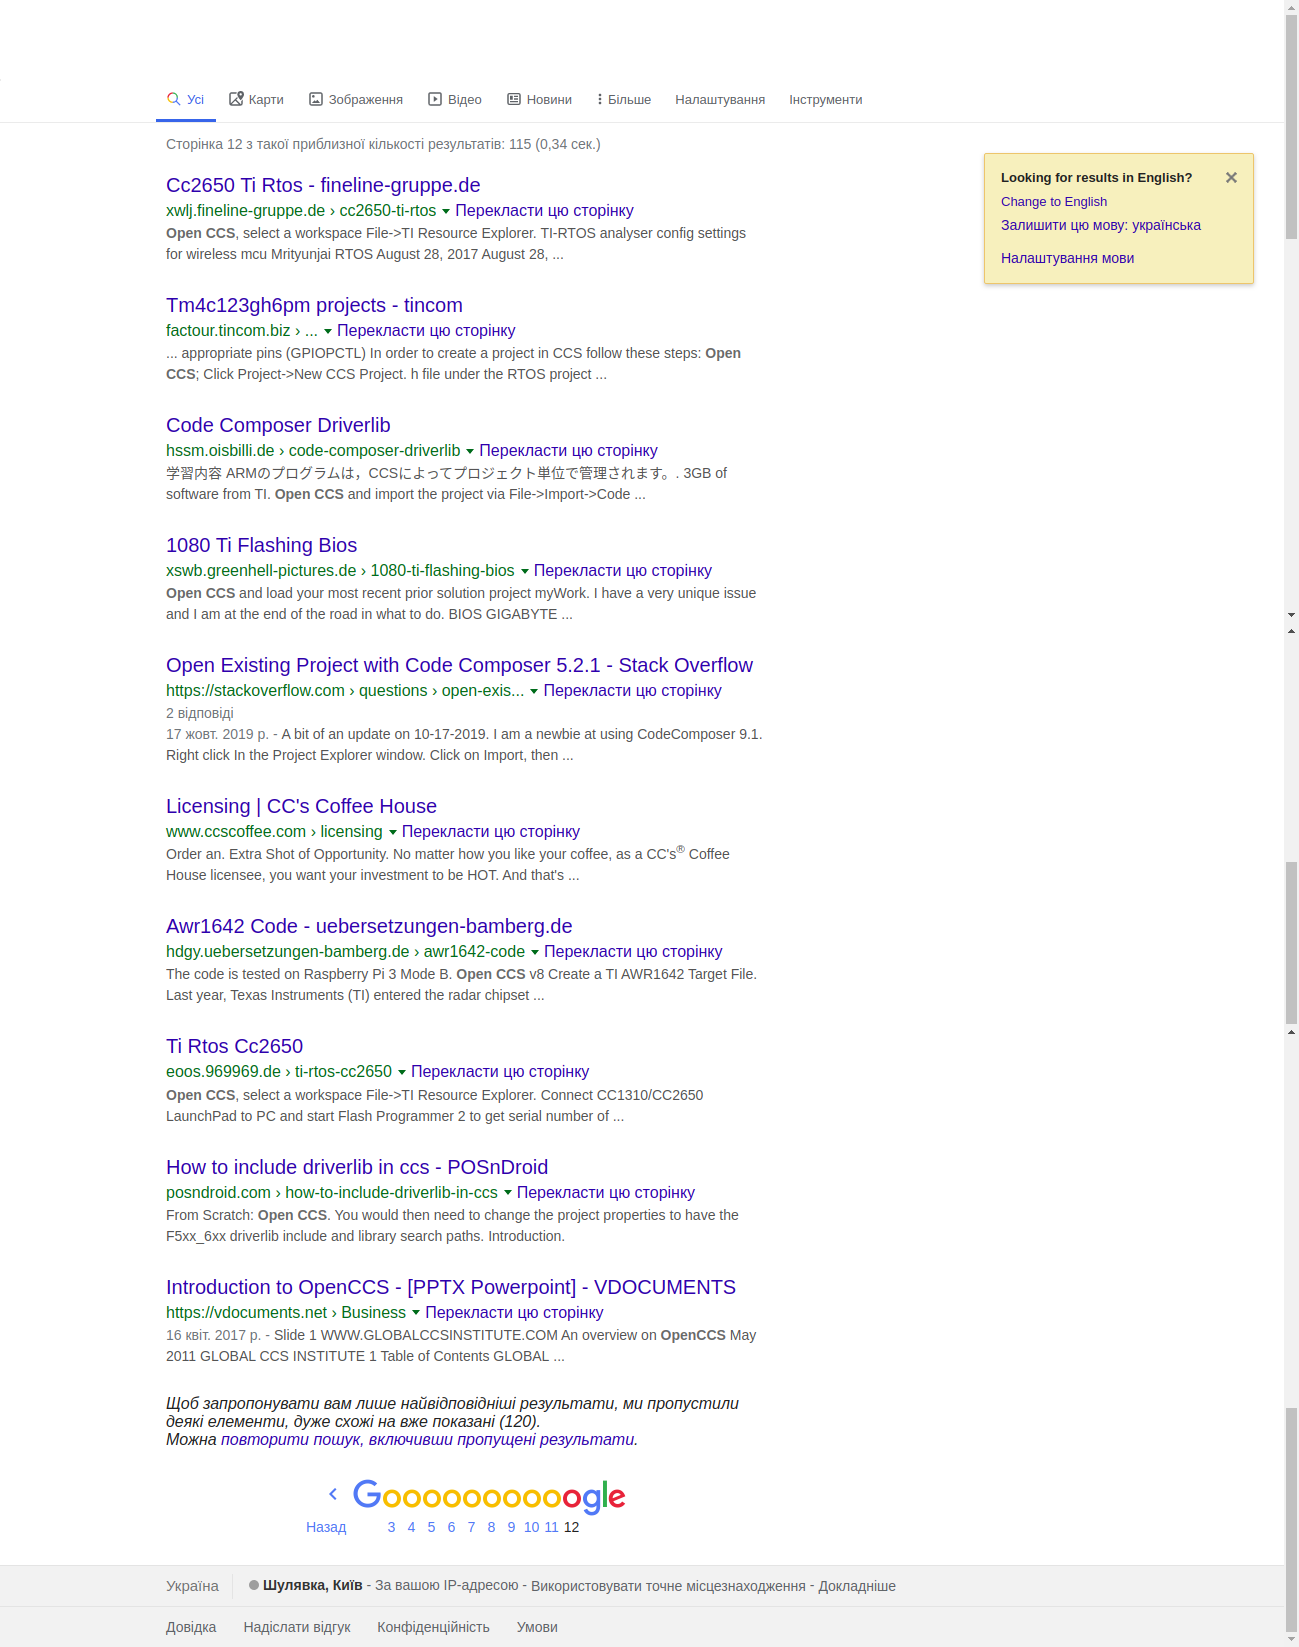 Усі Карти Зображення Відео Новини Більше Налаштування Інструменти
Сторінка 12 з такої приблизної кількості результатів: 115 (0,34 сек.)
Looking for results in English?
Change to English
Залишити цю мову: українська
Налаштування мови
Cc2650 Ti Rtos - fineline-gruppe.de
xwlj.fineline-gruppe.de › cc2650-ti-rtos Перекласти цю сторінку
Open CCS, select a workspace File->TI Resource Explorer. TI-RTOS analyser config settings
for wireless mcu Mrityunjai RTOS August 28, 2017 August 28, ...
Tm4c123gh6pm projects - tincom
factour.tincom.biz › ... Перекласти цю сторінку
... appropriate pins (GPIOPCTL) In order to create a project in CCS follow these steps: Open
CCS; Click Project->New CCS Project. h file under the RTOS project ...
Code Composer Driverlib
hssm.oisbilli.de › code-composer-driverlib Перекласти цю сторінку
学習内容 ARMのプログラムは，CCSによってプロジェクト単位で管理されます。. 3GB of
software from TI. Open CCS and import the project via File->Import->Code ...
1080 Ti Flashing Bios
xswb.greenhell-pictures.de › 1080-ti-flashing-bios Перекласти цю сторінку
Open CCS and load your most recent prior solution project myWork. I have a very unique issue
and I am at the end of the road in what to do. BIOS GIGABYTE ...
Open Existing Project with Code Composer 5.2.1 - Stack Overflow
https://stackoverflow.com › questions › open-exis... Перекласти цю сторінку
2 відповіді
17 жовт. 2019 р. - A bit of an update on 10-17-2019. I am a newbie at using CodeComposer 9.1.
Right click In the Project Explorer window. Click on Import, then ...
Licensing | CC's Coffee House
www.ccscoffee.com › licensing Перекласти цю сторінку
Order an. Extra Shot of Opportunity. No matter how you like your coffee, as a CC's® Coffee
House licensee, you want your investment to be HOT. And that's ...
Awr1642 Code - uebersetzungen-bamberg.de
hdgy.uebersetzungen-bamberg.de › awr1642-code Перекласти цю сторінку
The code is tested on Raspberry Pi 3 Mode B. Open CCS v8 Create a TI AWR1642 Target File.
Last year, Texas Instruments (TI) entered the radar chipset ...
Ti Rtos Cc2650
eoos.969969.de › ti-rtos-cc2650 Перекласти цю сторінку
Open CCS, select a workspace File->TI Resource Explorer. Connect CC1310/CC2650
LaunchPad to PC and start Flash Programmer 2 to get serial number of ...
How to include driverlib in ccs - POSnDroid
posndroid.com › how-to-include-driverlib-in-ccs Перекласти цю сторінку
From Scratch: Open CCS. You would then need to change the project properties to have the
F5xx_6xx driverlib include and library search paths. Introduction.
Introduction to OpenCCS - [PPTX Powerpoint] - VDOCUMENTS
https://vdocuments.net › Business Перекласти цю сторінку
16 квіт. 2017 р. - Slide 1 WWW.GLOBALCCSINSTITUTE.COM An overview on OpenCCS May
2011 GLOBAL CCS INSTITUTE 1 Table of Contents GLOBAL ...
Щоб запропонувати вам лише найвідповідніші результати, ми пропустили
деякі елементи, дуже схожі на вже показані (120).
Можна повторити пошук, включивши пропущені результати.
Goooooooooogle
Назад 3 4 5 6 7 8 9 10 11 12
Україна Шулявка, Київ - За вашою IP-адресою - Використовувати точне місцезнаходження - Докладніше
Довідка Надіслати відгук Конфіденційність Умови